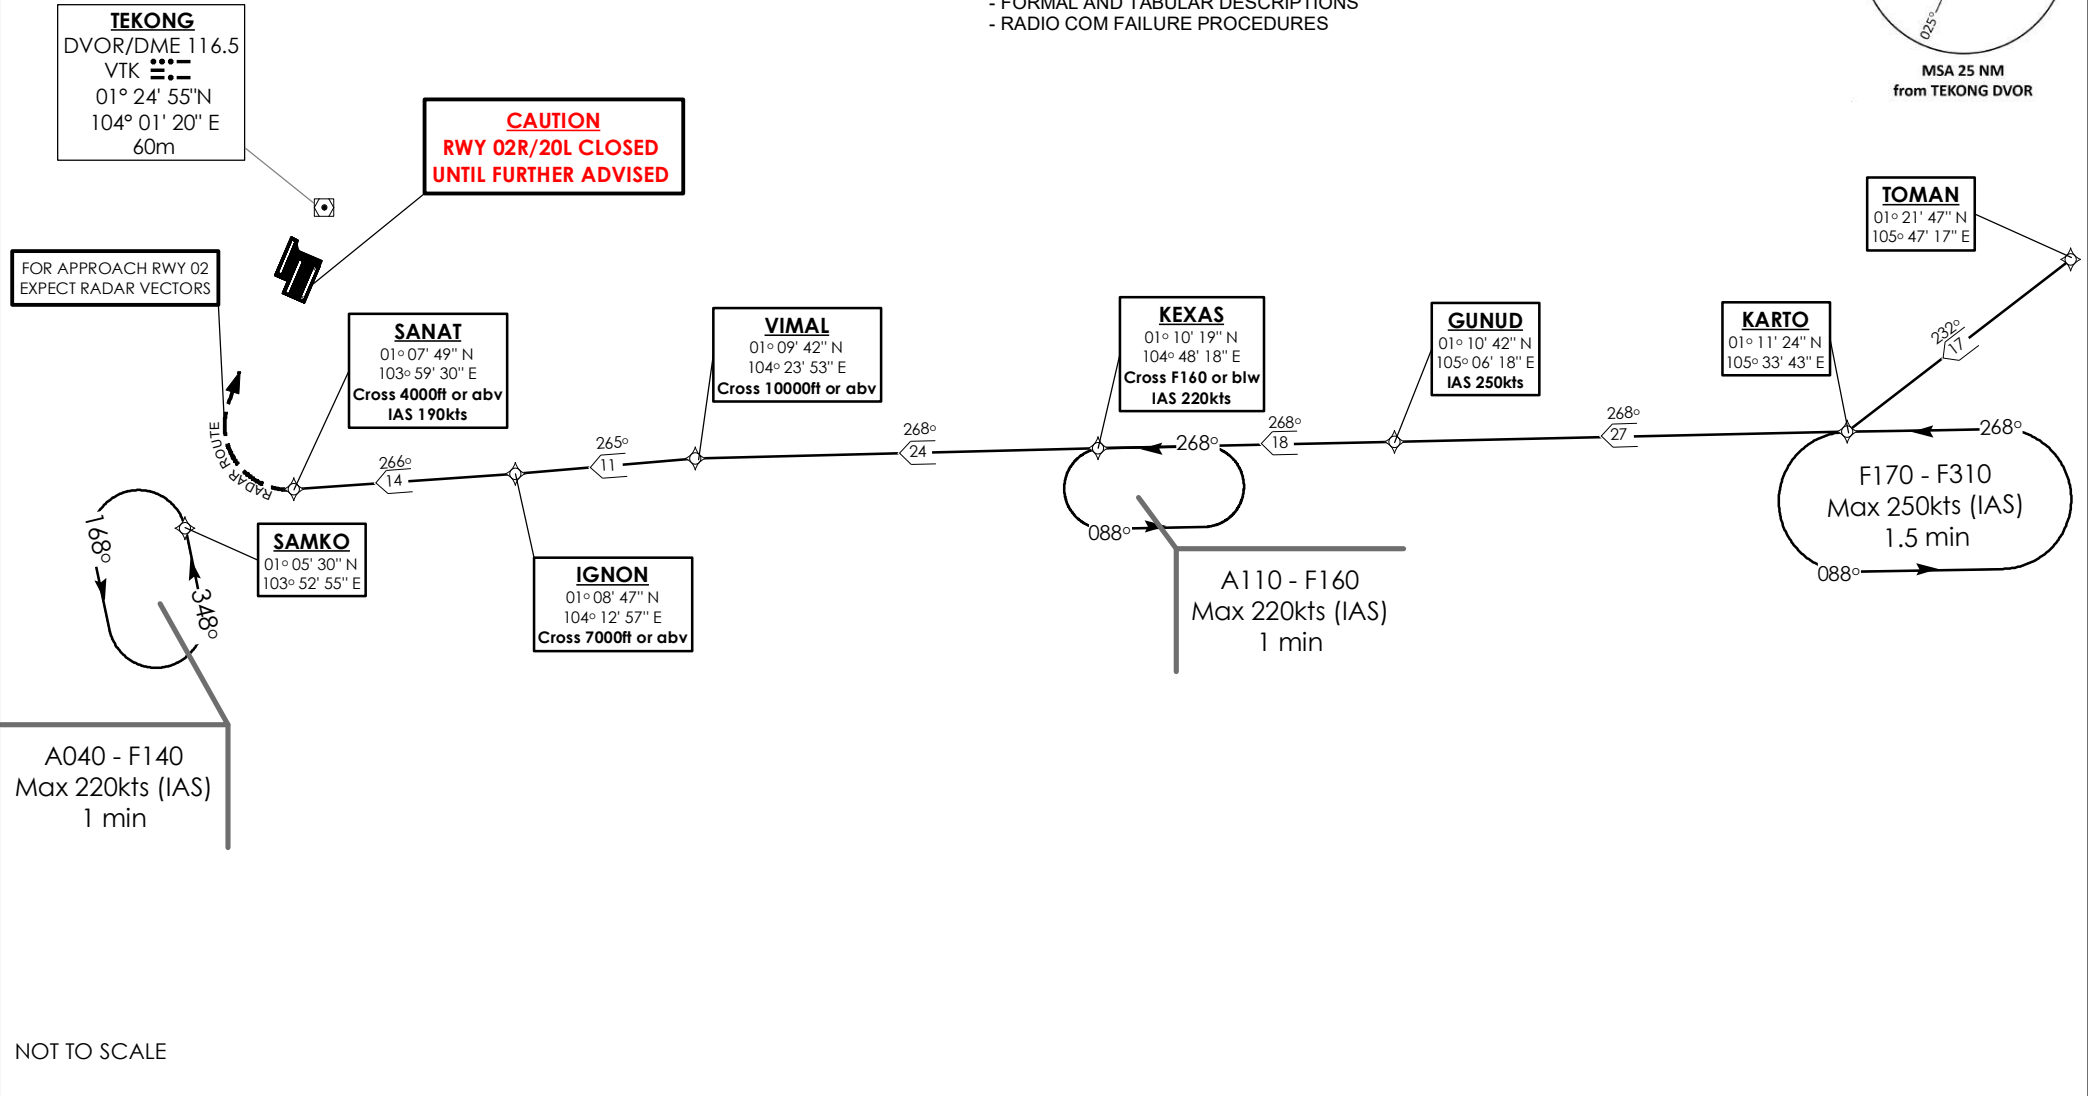 - FORMAL AND TABULAR DESCRIPTIONS
- RADIO COM FAILURE PROCEDURES
025°
MSA 25 NM
from TEKONG DVOR
TEKONG
DVOR/DME 116.5
VTK
01° 24' 55"N
104° 01' 20" E
60m
CAUTION
RWY 02R/20L CLOSED
UNTIL FURTHER ADVISED
FOR APPROACH RWY 02
EXPECT RADAR VECTORS
RADAR ROUTE
TOMAN
01° 21' 47" N
105° 47' 17" E
232°
17
KARTO
01° 11' 24" N
105° 33' 43" E
268°
F170 - F310
Max 250kts (IAS)
1.5 min
088°
268°
27
GUNUD
01° 10' 42" N
105° 06' 18" E
IAS 250kts
268°
18
KEXAS
01° 10' 19" N
104° 48' 18" E
Cross F160 or blw
IAS 220kts
268°
088°
A110 - F160
Max 220kts (IAS)
1 min
268°
24
VIMAL
01° 09' 42" N
104° 23' 53" E
Cross 10000ft or abv
265°
11
IGNON
01° 08' 47" N
104° 12' 57" E
Cross 7000ft or abv
266°
14
SANAT
01° 07' 49" N
103° 59' 30" E
Cross 4000ft or abv
IAS 190kts
SAMKO
01° 05' 30" N
103° 52' 55" E
168°
348°
A040 - F140
Max 220kts (IAS)
1 min
NOT TO SCALE